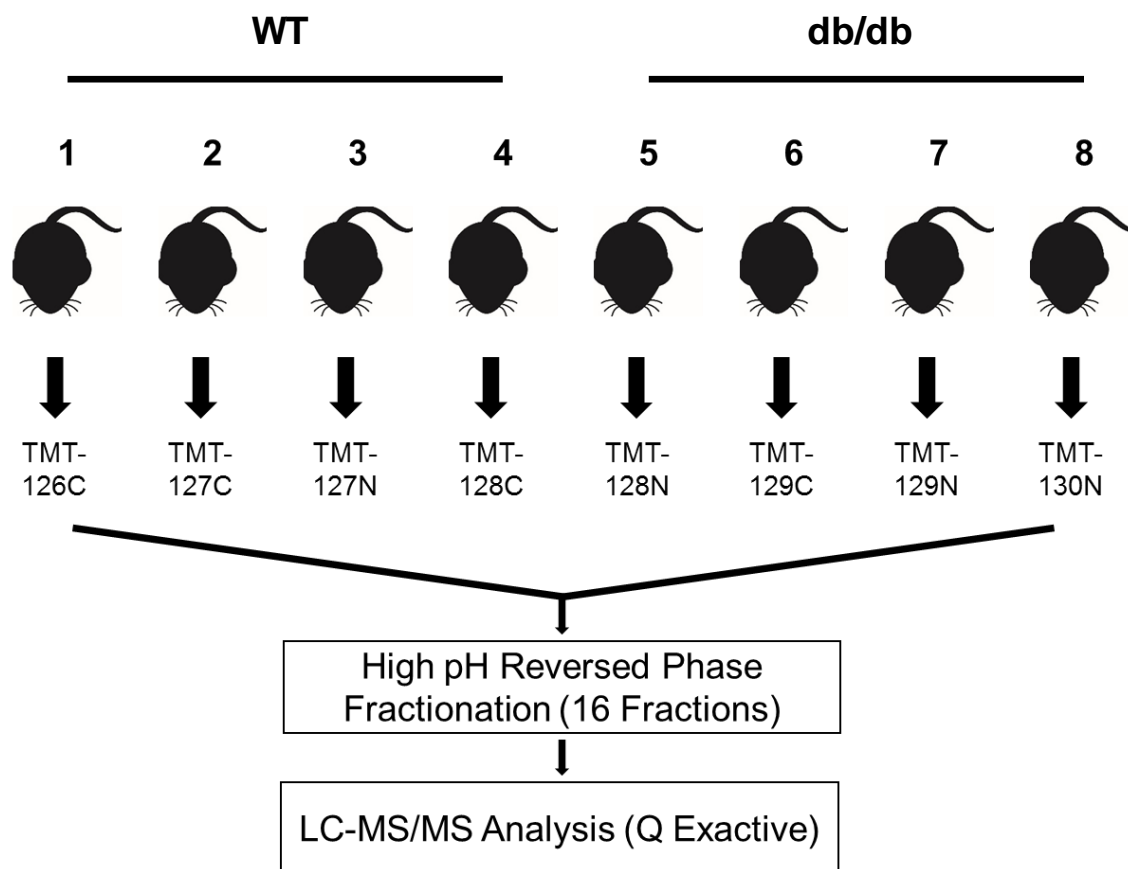 WT db/db
1 2 3 4 5 6 7 8
TMT- TMT- TMT- TMT- TMT- TMT- TMT- TMT-
126C 127C 127N 128C 128N 129C 129N 130N
High pH Reversed Phase
Fractionation (16 Fractions)
LC-MS/MS Analysis (Q Exactive)